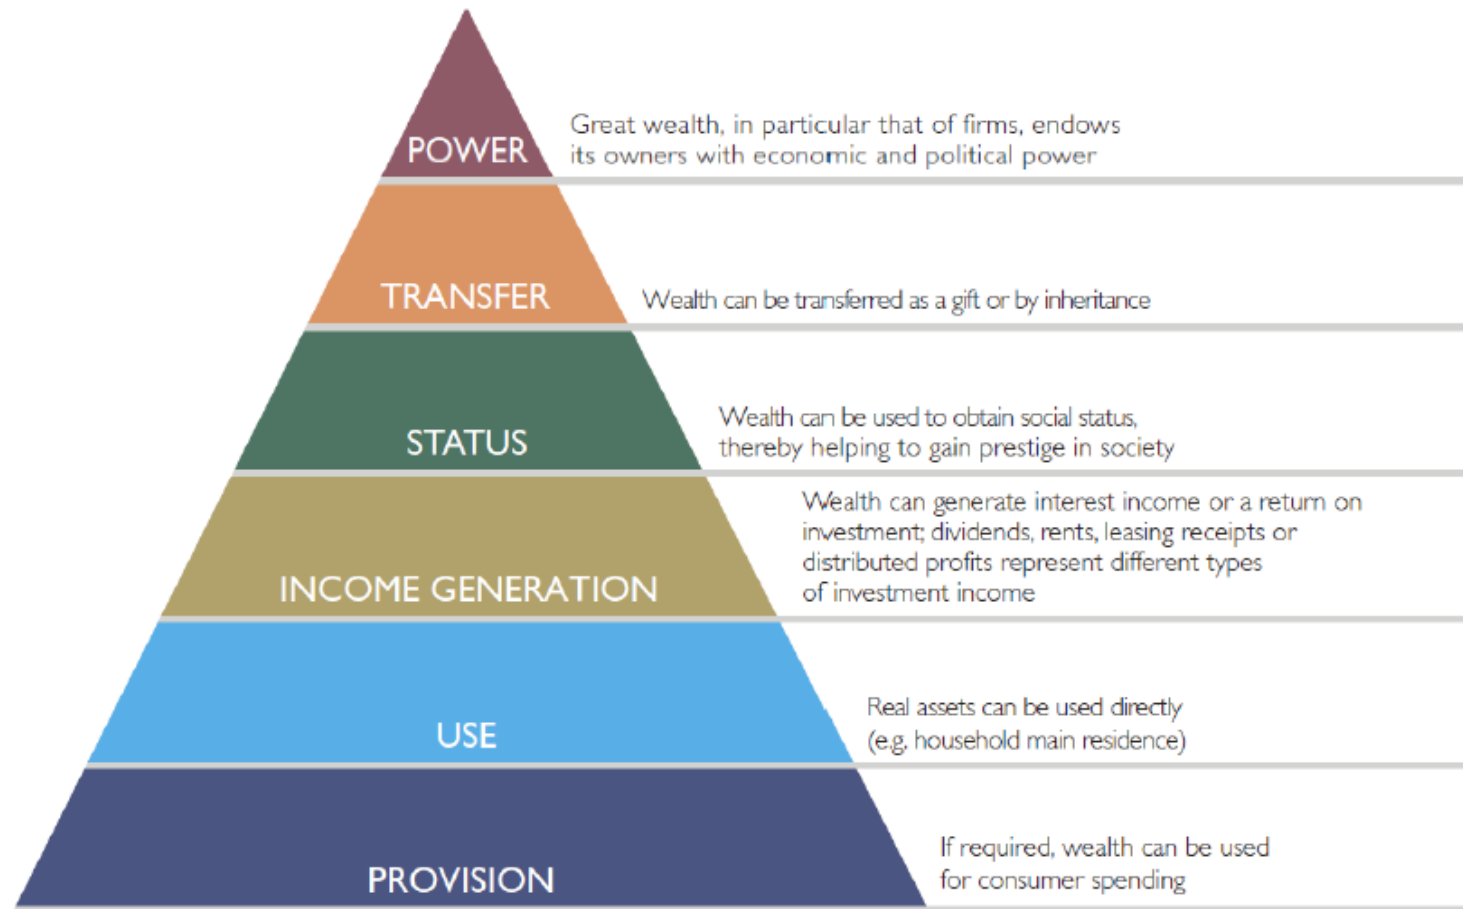 POWER
Great wealth, in particular that of firms, endows
its owners with economic and political power
TRANSFER
Wealth can be transferred as a gift or by inheritance
STATUS
Wealth can be used to obtain social status,
thereby helping to gain prestige in society
INCOME GENERATION
Wealth can generate interest income or a return on
investment; dividends, rents, leasing receipts or
distributed profits represent different types
of investment income
USE
Real assets can be used directly
(e.g. household main residence)
PROVISION
If required, wealth can be used
for consumer spending